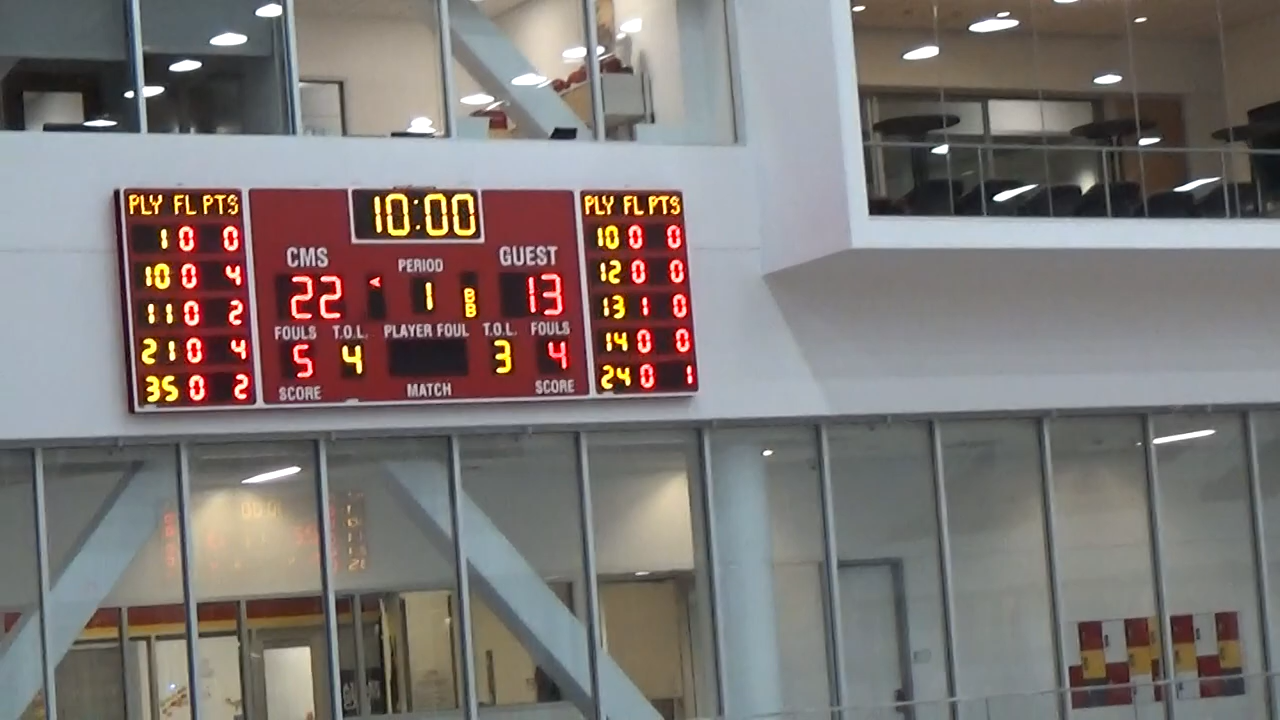 PLY FL PTS 10:00 PLY FL PTS
1 0 0 CMS PERIOD GUEST 10 0 0
10 0 4 22 1 B B 13 12 0 0
11 0 2 FOULS T.O.L. PLAYER FOUL T.O.L. FOULS 13 1 0
21 0 4 5 4 3 4 14 0 0
35 0 2 SCORE MATCH SCORE 24 0 1